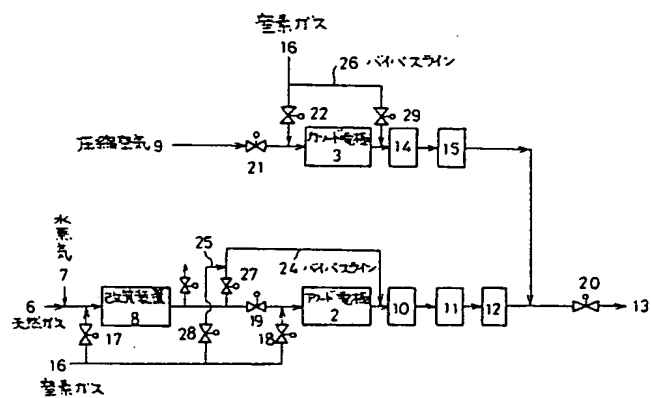 窒素ガス
16
26 バイパスライン
22
29
圧縮空気 9
カソード電極
3
14
15
21
水蒸気
7
25
27
24 バイパスライン
20
6
天然ガス
改質装置
8
19
アノード電極
2
10
11
12
13
17
28
18
16
窒素ガス